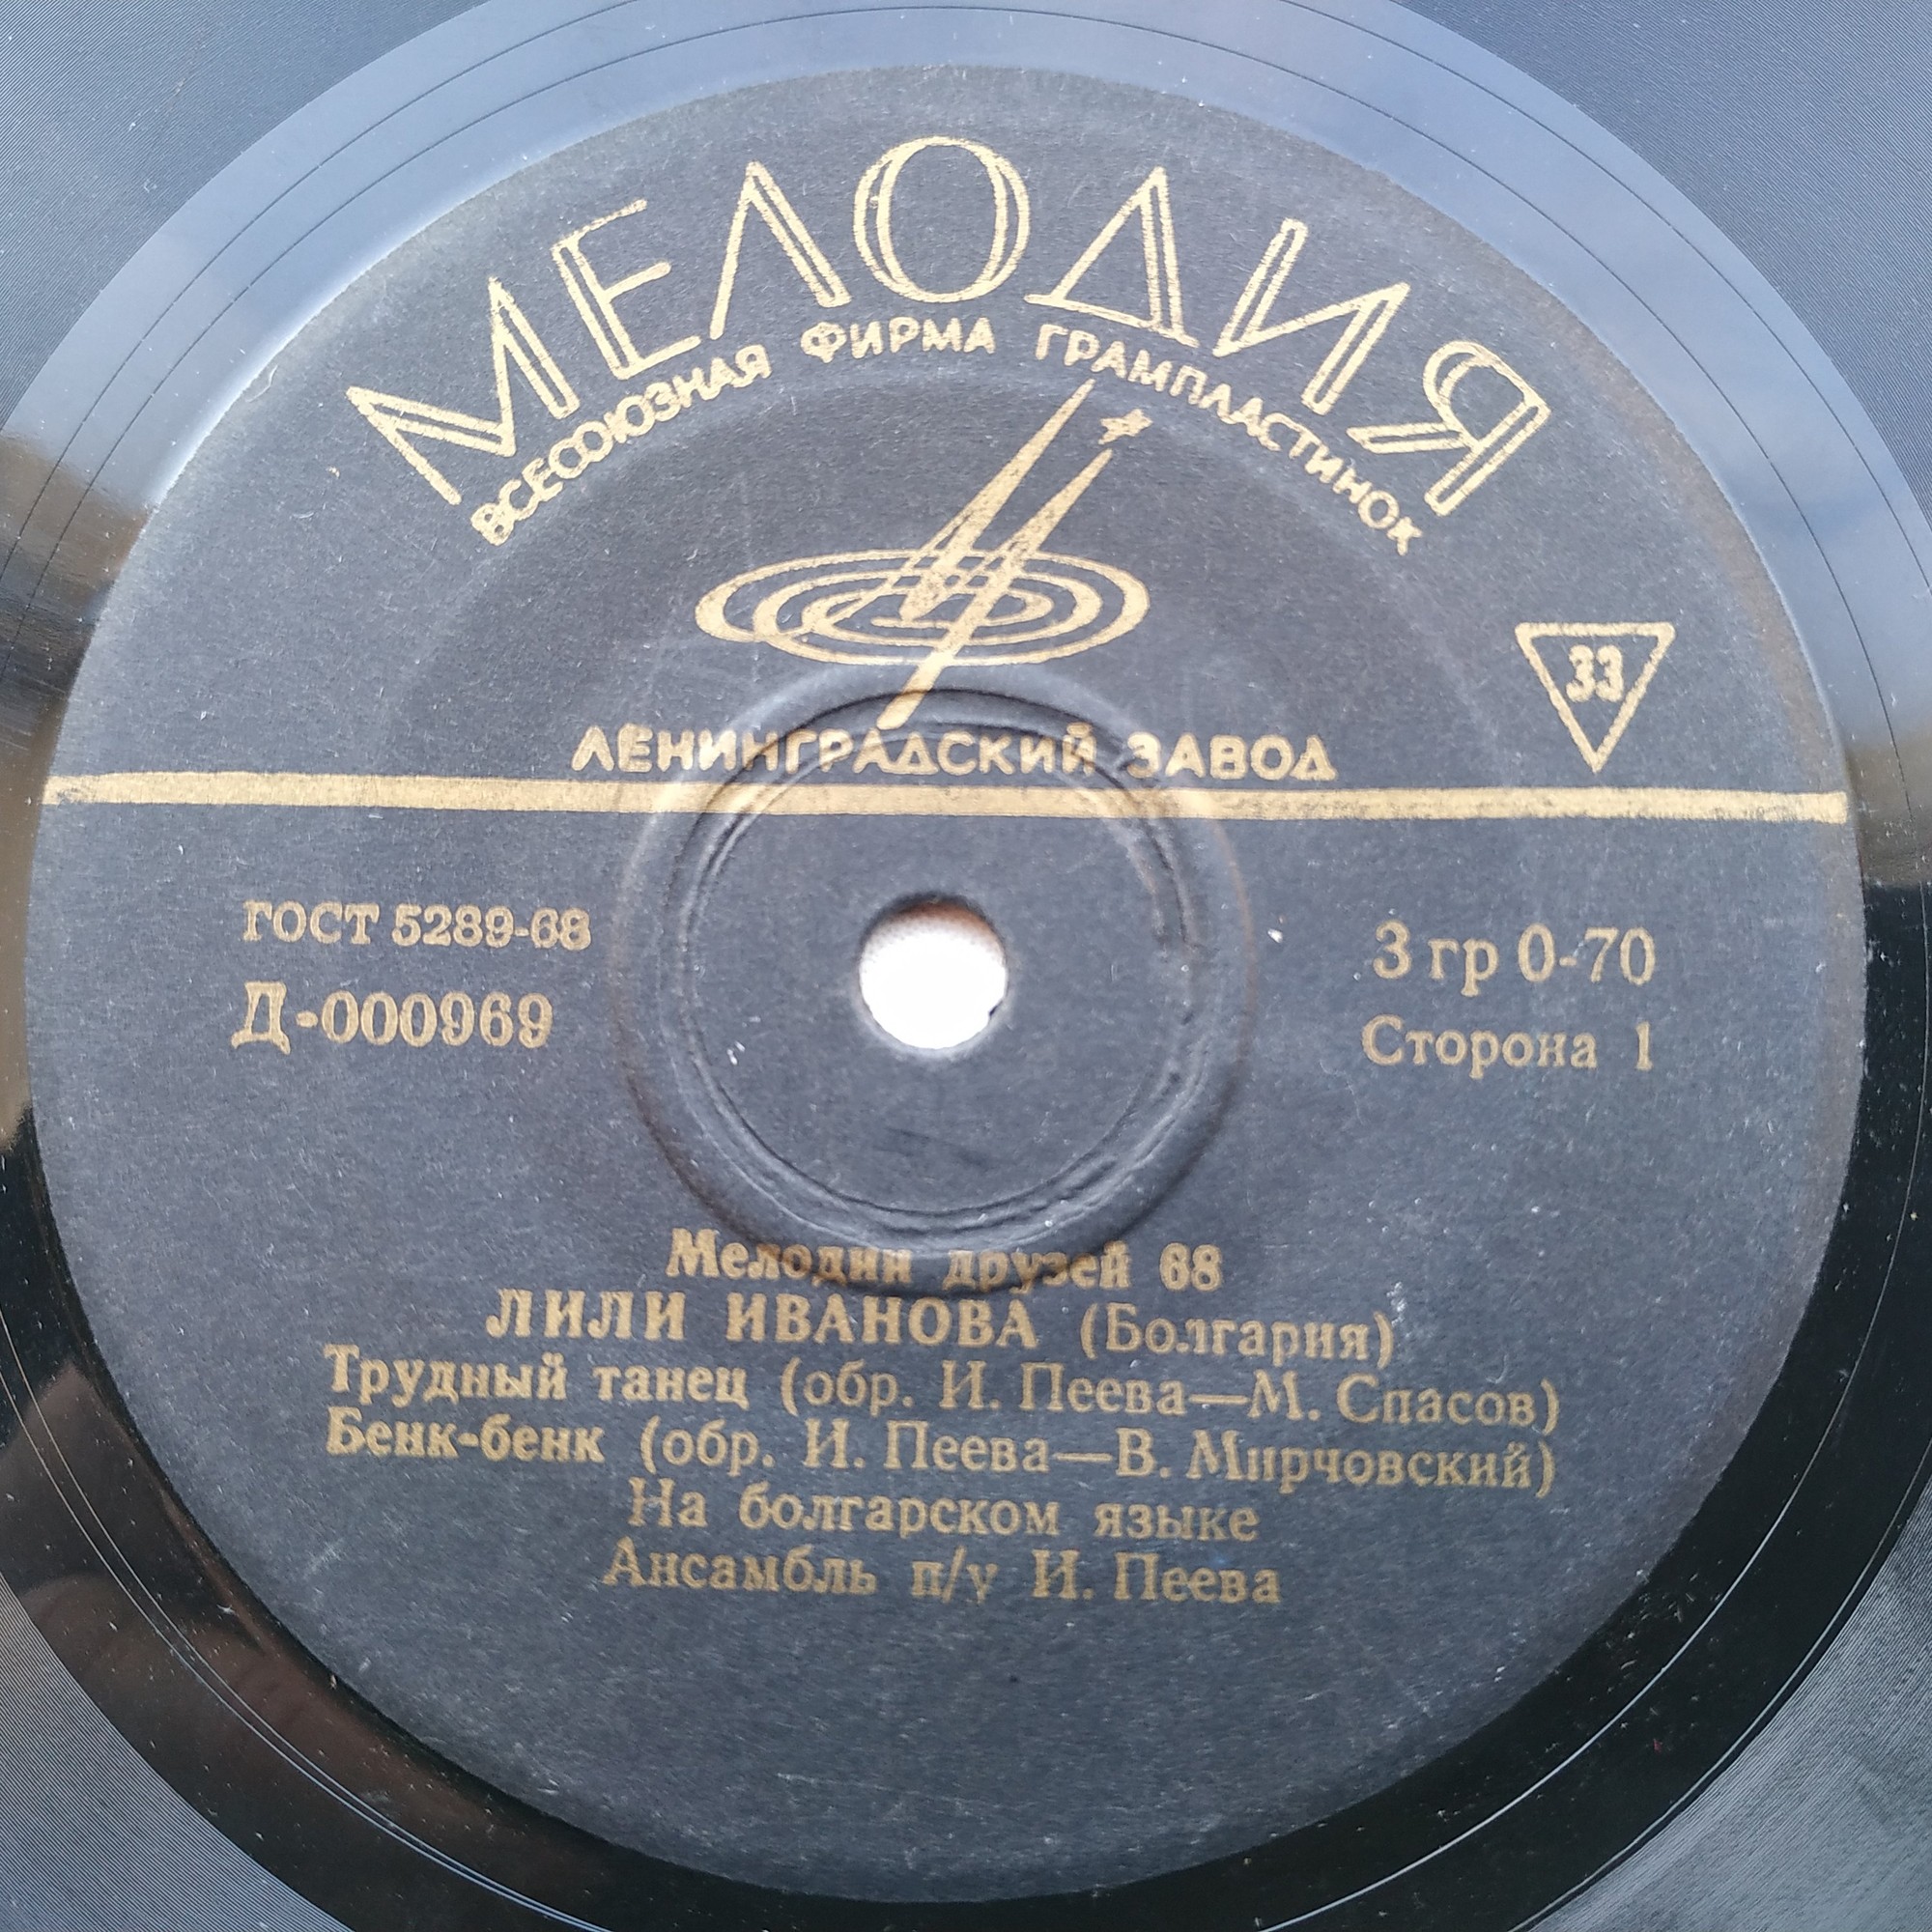 МЕЛОДИЯ
ВСЕСОЮЗНАЯ ФИРМА ГРАМПЛАСТИНОК
33
ЛЕНИНГРАДСКИЙ ЗАВОД
ГОСТ 5289-68
3 гр 0-70
Д-000969
Сторона 1
Мелодии друзей 68
ЛИЛИ ИВАНОВА (Болгария)
Трудный танец (обр. И. Пеева—М. Спасов)
Бенк-бенк (обр. И. Пеева—В. Мирчовский)
На болгарском языке
Ансамбль п/у И. Пеева